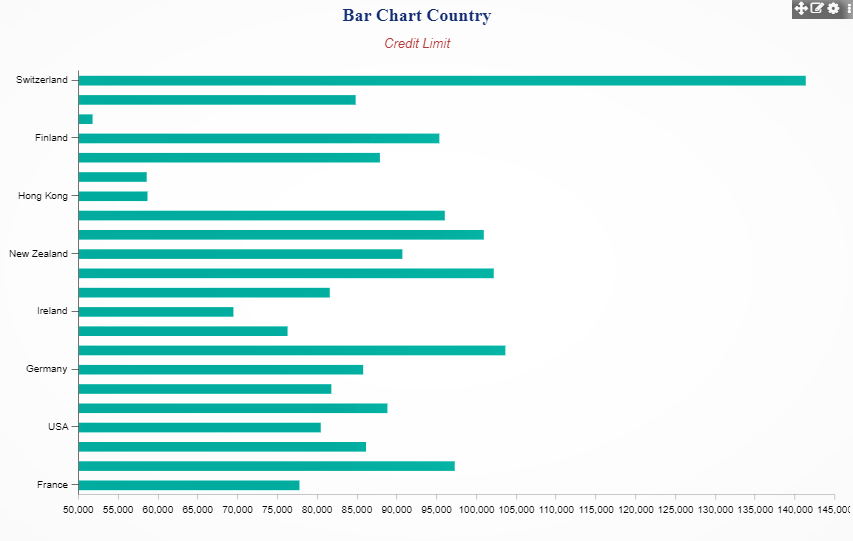 Bar Chart Country
Credit Limit
Switzerland
Finland
Hong Kong
New Zealand
Ireland
Germany
USA
France
50,000 55,000 60,000 65,000 70,000 75,000 80,000 85,000 90,000 95,000 100,000 105,000 110,000 115,000 120,000 125,000 130,000 135,000 140,000 145,00